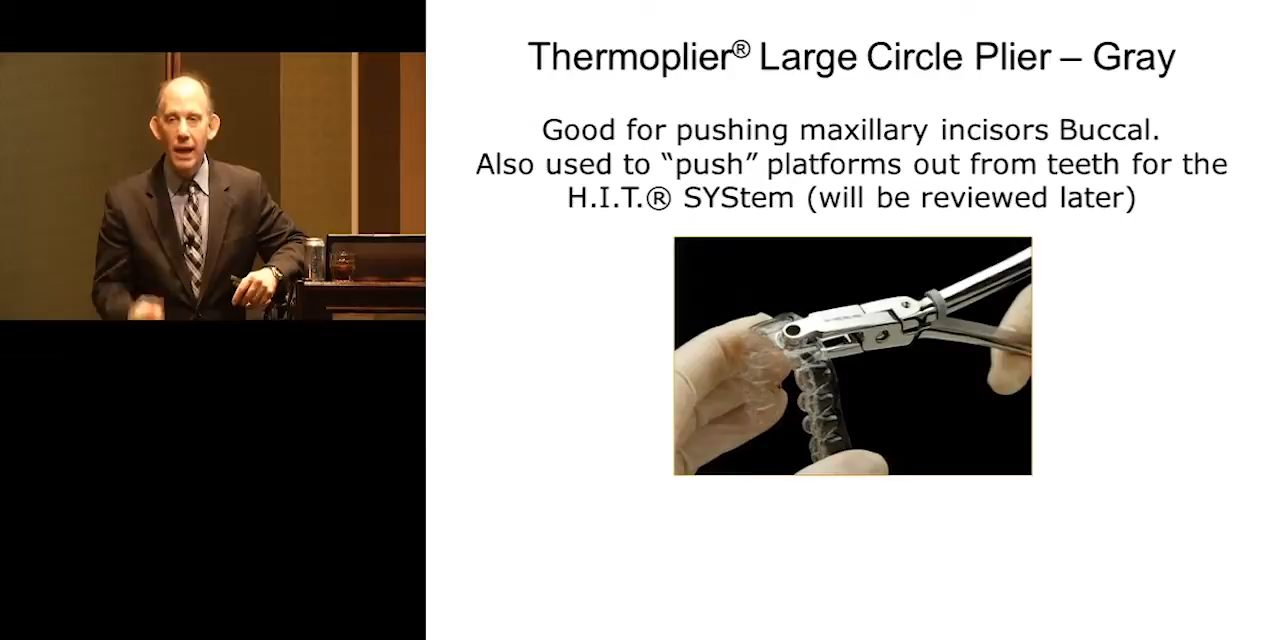 Thermoplier® Large Circle Plier – Gray
Good for pushing maxillary incisors Buccal.
Also used to “push” platforms out from teeth for the
H.I.T.® SYStem (will be reviewed later)